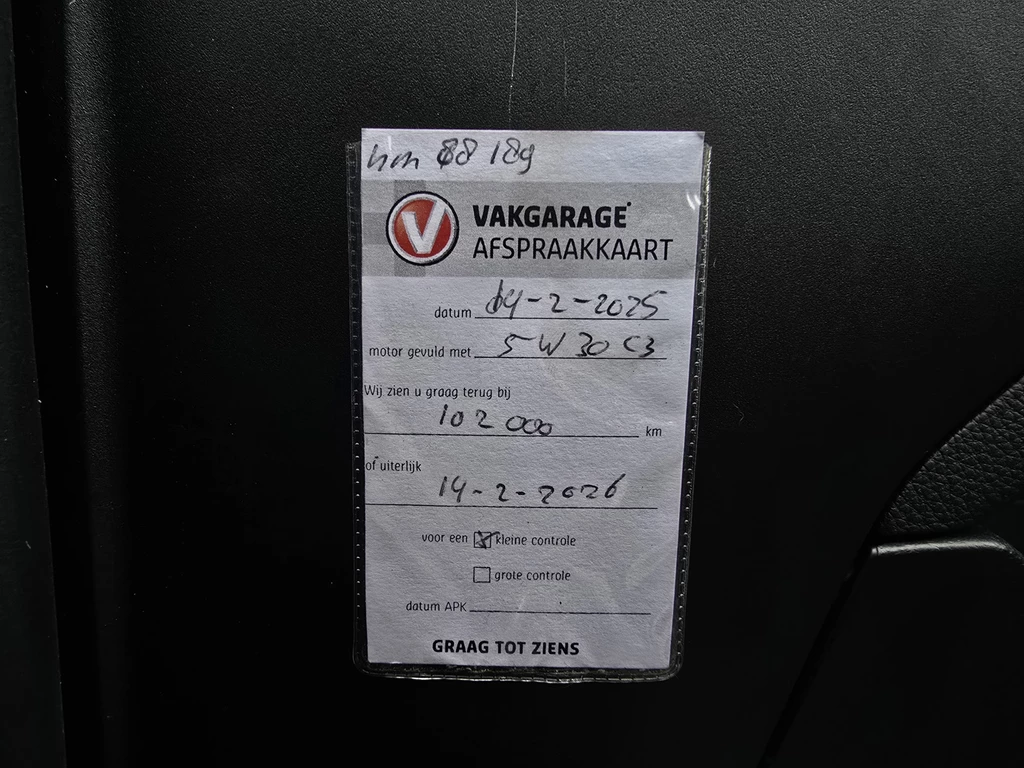 km 88 189
V VAKGARAGE
AFSPRAAKKAART
datum 14-2-2025
motor gevuld met 5W30 C3
Wij zien u graag terug bij
102 000 km
of uiterlijk
14-2-2026
voor een kleine controle
grote controle
datum APK
GRAAG TOT ZIENS